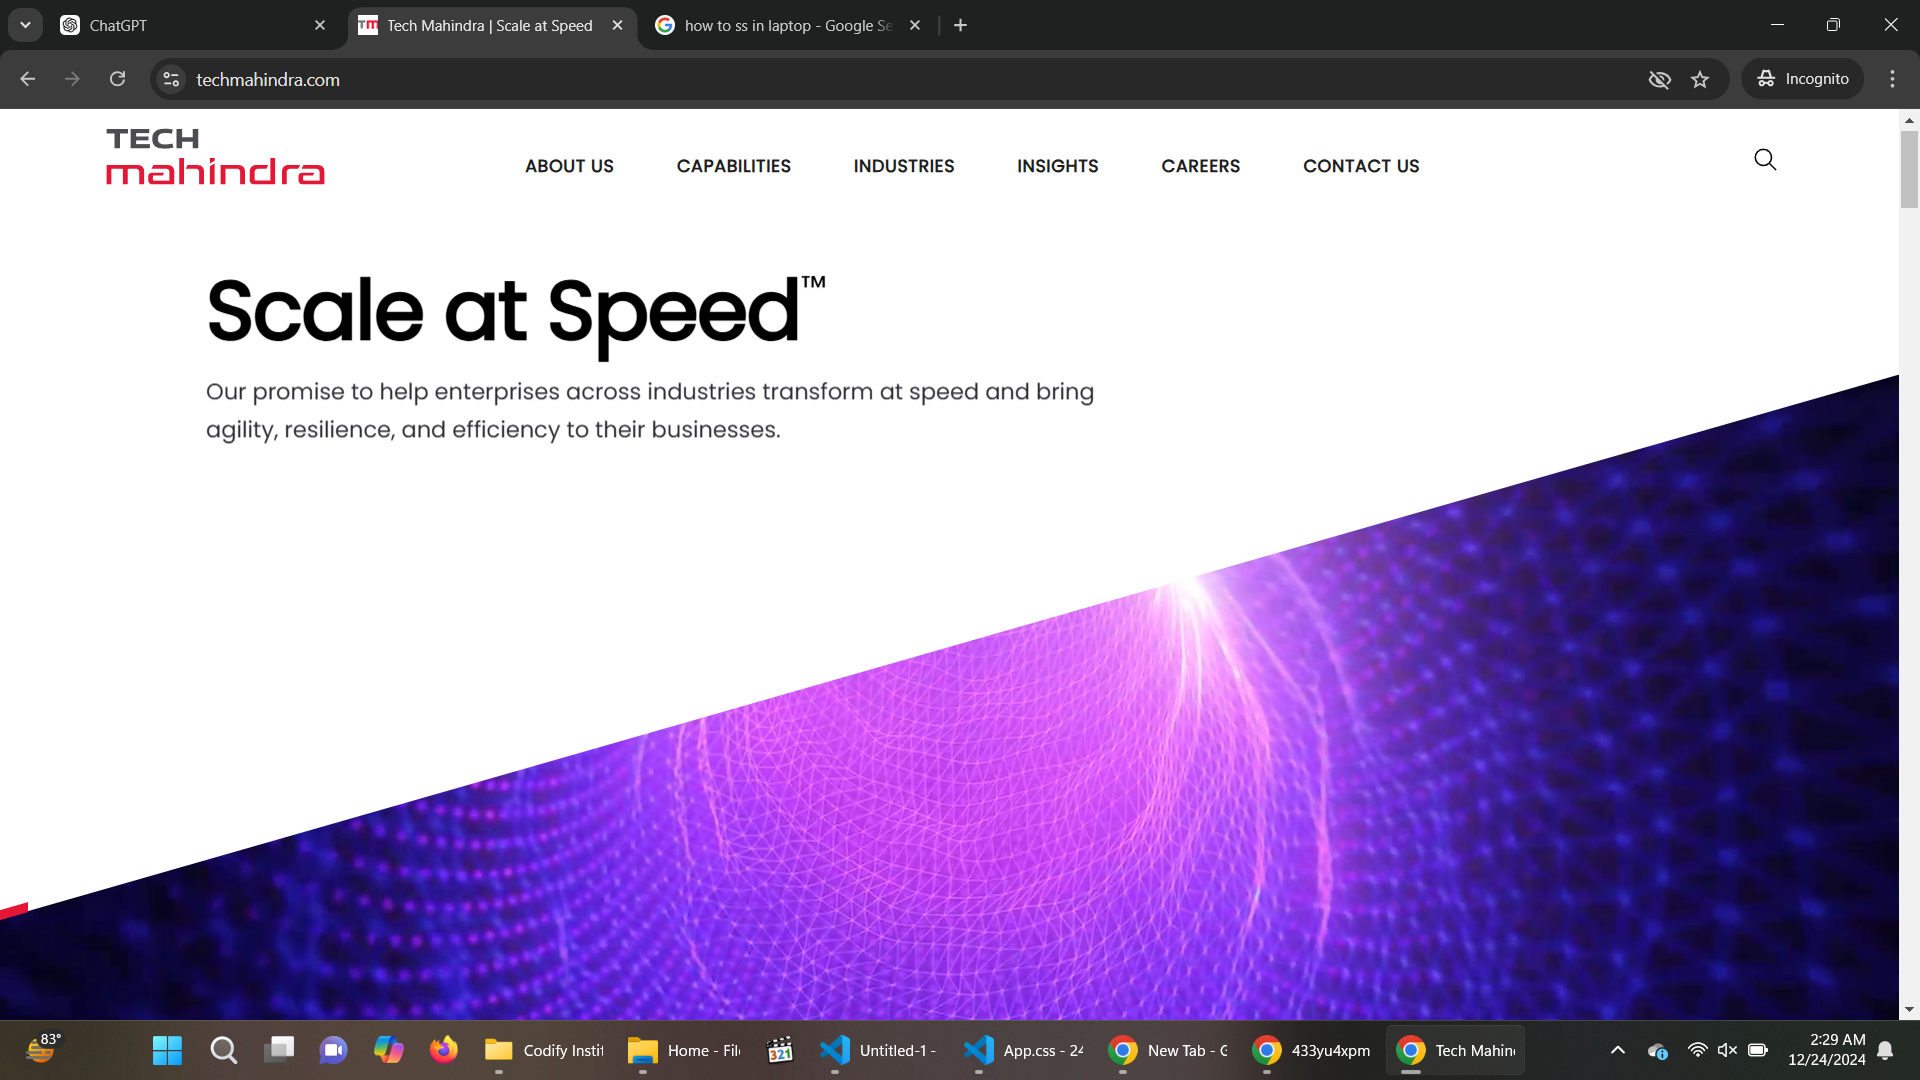 ChatGPT
Tech Mahindra | Scale at Speed
how to ss in laptop - Google Se
techmahindra.com
Incognito
TECH
mahindra
ABOUT US
CAPABILITIES
INDUSTRIES
INSIGHTS
CAREERS
CONTACT US
Scale at Speed™
Our promise to help enterprises across industries transform at speed and bring
agility, resilience, and efficiency to their businesses.
83°
321
Codify Instit
Home - File
Untitled-1 -
App.css - 24
New Tab - G
433yu4xpm
Tech Mahin
2:29 AM
12/24/2024